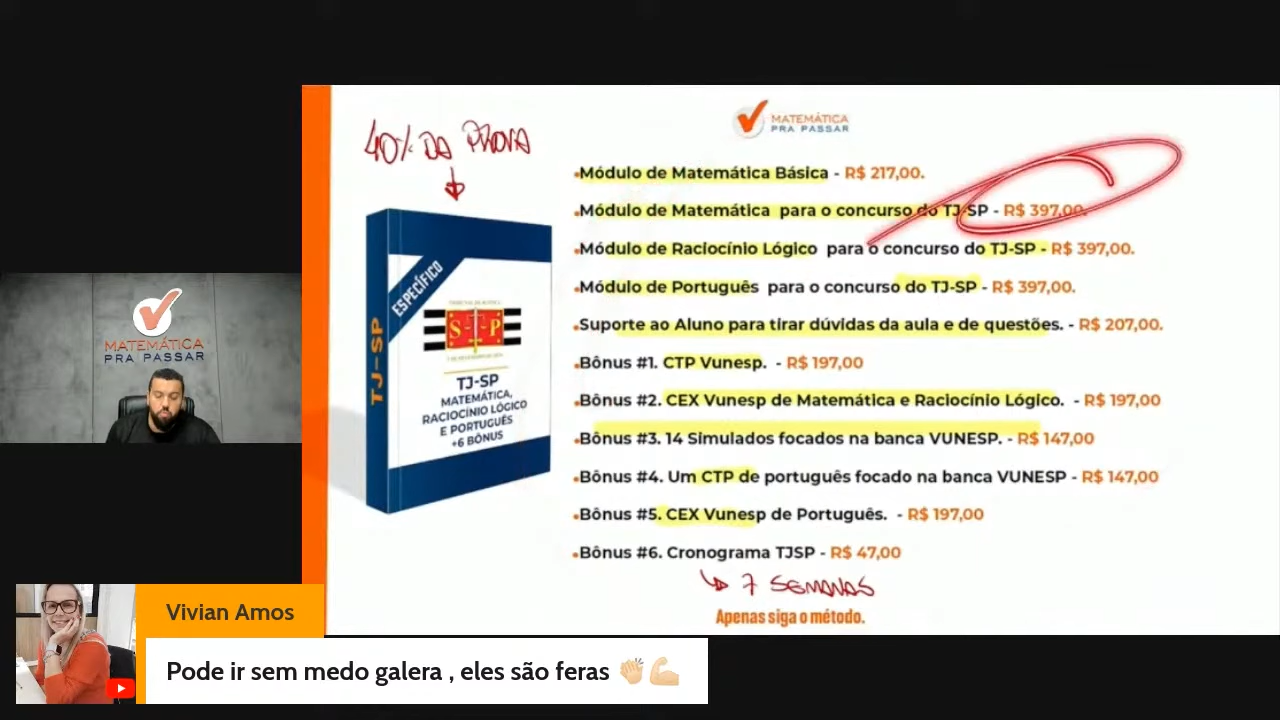 40% DA PROVA
MATEMÁTICA
PRA PASSAR
•Módulo de Matemática Básica - R$ 217,00.
•Módulo de Matemática para o concurso do TJ-SP - R$ 397,00.
•Módulo de Raciocínio Lógico para o concurso do TJ-SP - R$ 397,00.
•Módulo de Português para o concurso do TJ-SP - R$ 397,00.
•Suporte ao Aluno para tirar dúvidas da aula e de questões. - R$ 207,00.
•Bônus #1. CTP Vunesp. - R$ 197,00
•Bônus #2. CEX Vunesp de Matemática e Raciocínio Lógico. - R$ 197,00
•Bônus #3. 14 Simulados focados na banca VUNESP. - R$ 147,00
•Bônus #4. Um CTP de português focado na banca VUNESP - R$ 147,00
•Bônus #5. CEX Vunesp de Português. - R$ 197,00
•Bônus #6. Cronograma TJSP - R$ 47,00
7 SEMANAS
Apenas siga o método.
ESPECÍFICO
TJ-SP
S P
TJ-SP
MATEMÁTICA,
RACIOCÍNIO LÓGICO
E PORTUGUÊS
+6 BÔNUS
MATEMÁTICA
PRA PASSAR
Vivian Amos
Pode ir sem medo galera , eles são feras 👏🏻💪🏻